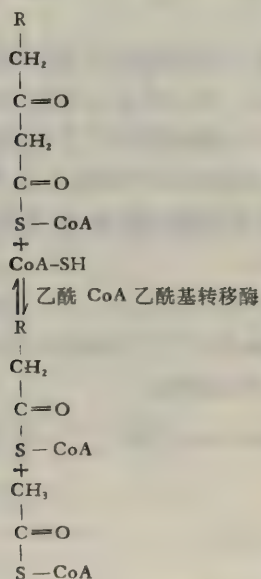 R
CH₂
C=O
CH₂
C=O
S—CoA
+
CoA-SH
乙酰 CoA 乙酰基转移酶
R
CH₂
C=O
S—CoA
+
CH₃
C=O
S—CoA